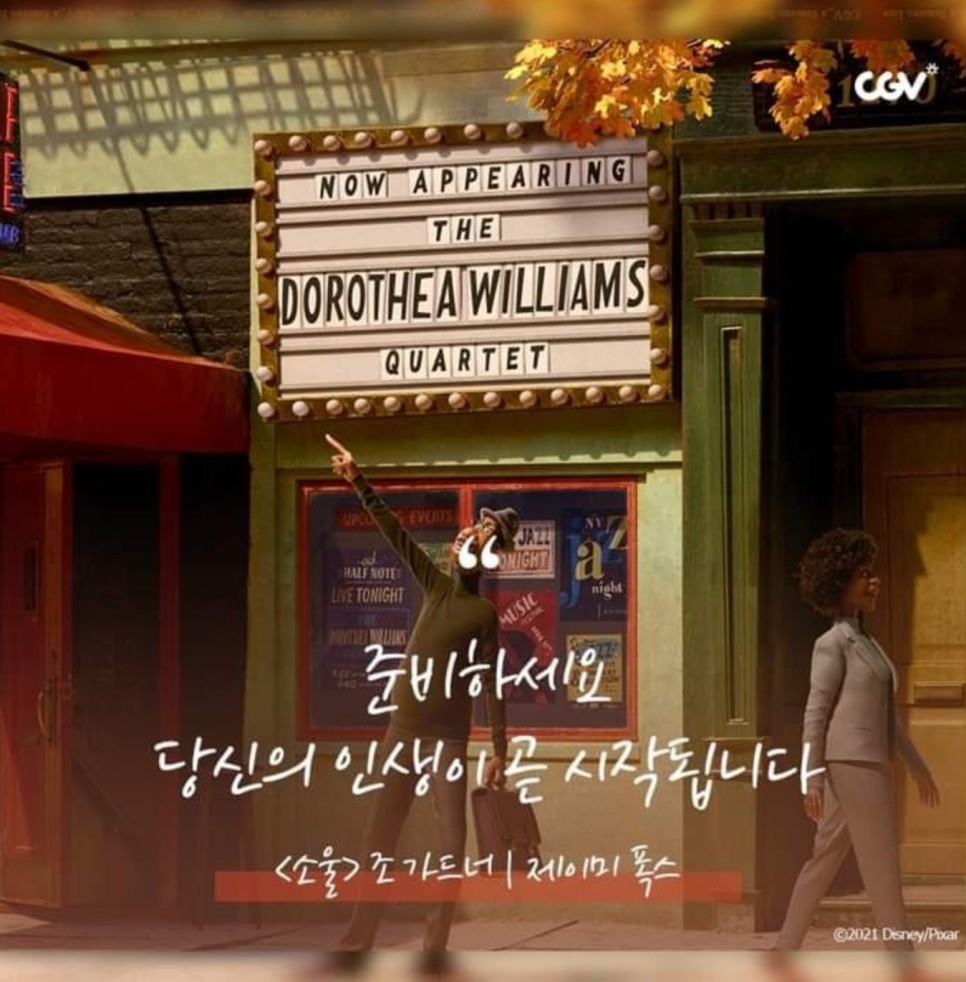 CGV
NOW APPEARING
THE
DOROTHEA WILLIAMS
QUARTET
UPCOMING EVENTS
HALF NOTE
LIVE TONIGHT
JAZZ
TONIGHT
MUSIC
NY
jazz
night
“
준비하세요
당신의 인생이 곧 시작됩니다
<소울> 조 가드너 | 제이미 폭스
©2021 Disney/Pixar